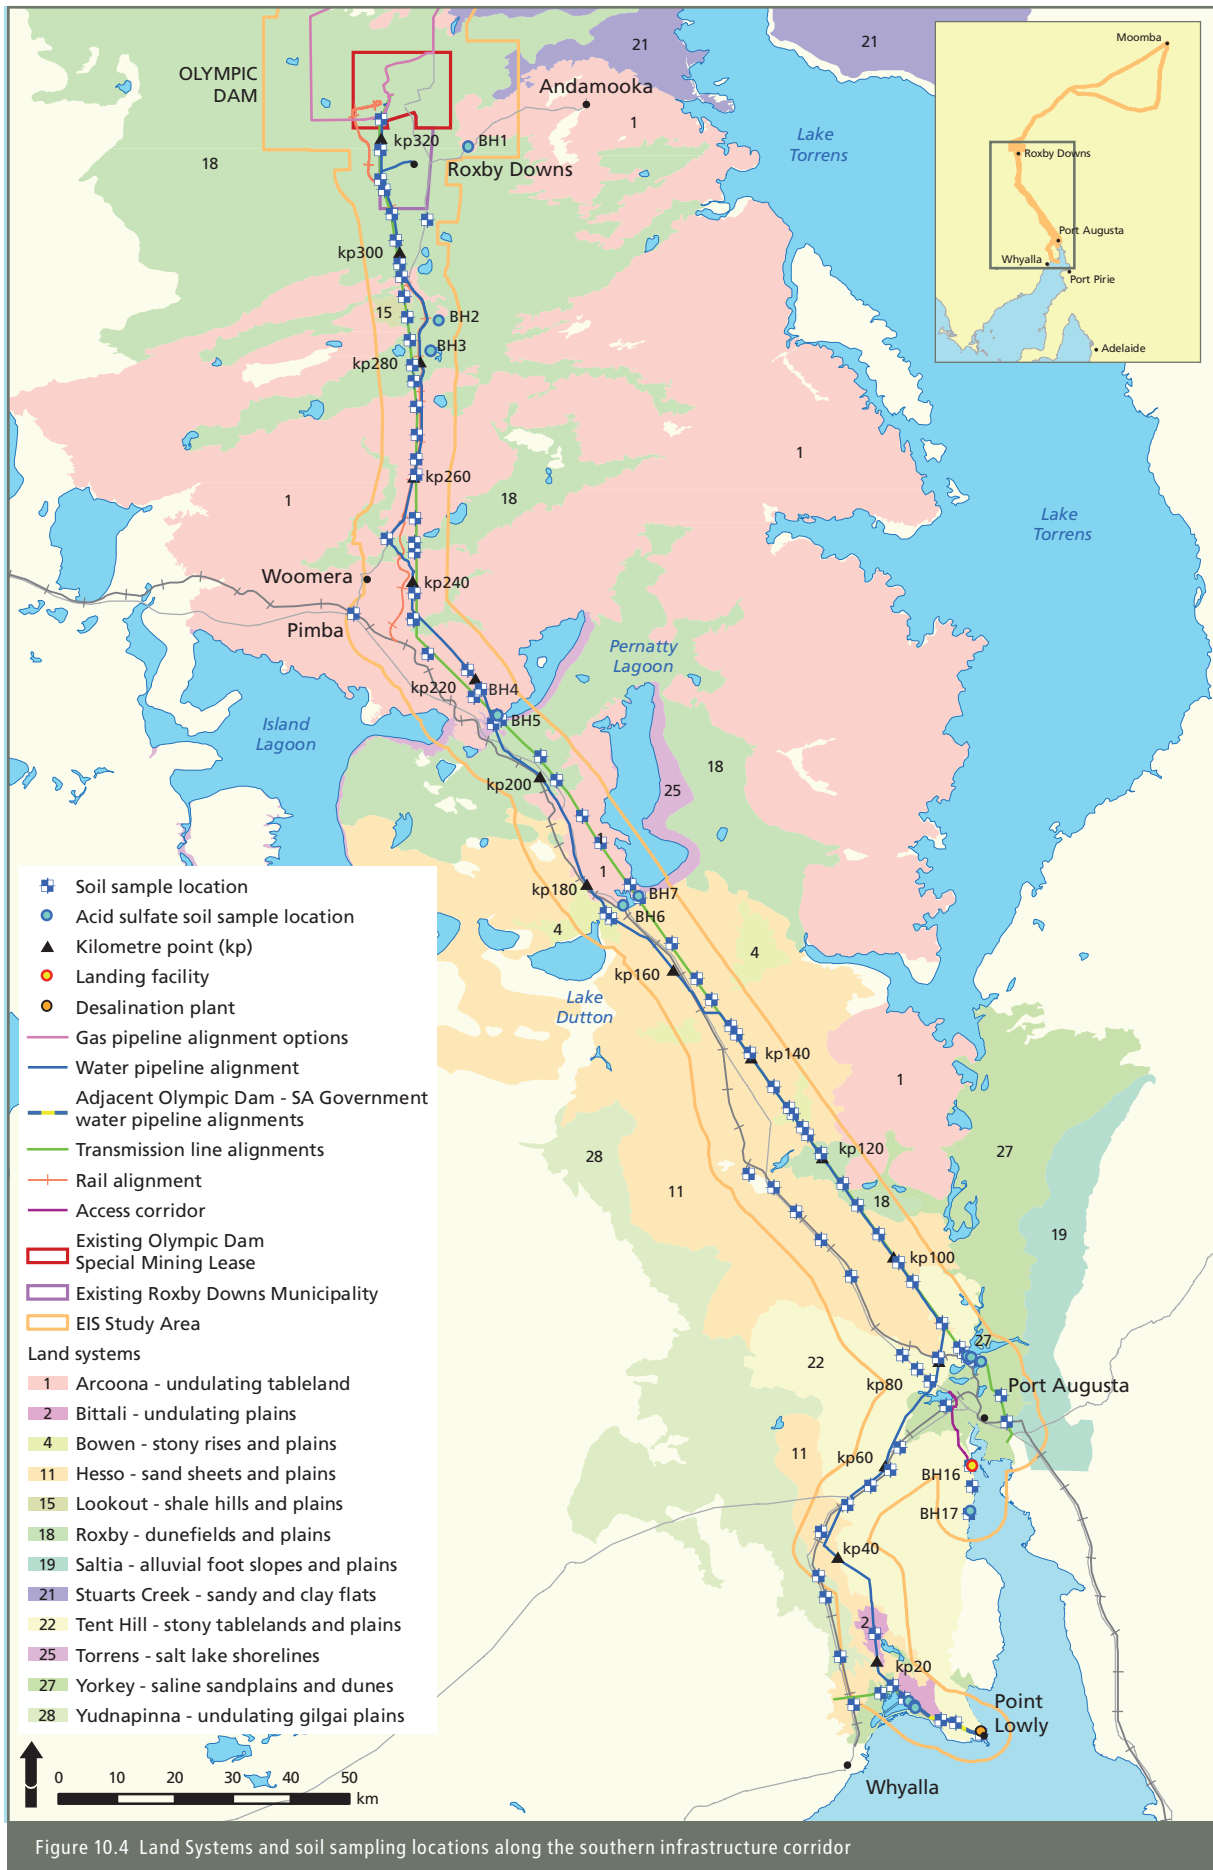 OLYMPIC
DAM
21
21
Andamooka
1
Lake
Torrens
kp320
BH1
18
Roxby Downs
kp300
15
BH2
BH3
kp280
1
kp260
1
18
Lake
Torrens
Woomera
kp240
Pimba
Pernatty
Lagoon
kp220
BH4
BH5
Island
Lagoon
18
kp200
25
1
1
kp180
BH7
BH6
4
4
kp160
Lake
Dutton
kp140
1
kp120
27
28
11
18
19
kp100
27
22
kp80
Port Augusta
11
kp60
BH16
BH17
kp40
2
kp20
Point
Lowly
Whyalla
Moomba
Roxby Downs
Port Augusta
Whyalla
Port Pirie
Adelaide
Soil sample location
Acid sulfate soil sample location
Kilometre point (kp)
Landing facility
Desalination plant
Gas pipeline alignment options
Water pipeline alignment
Adjacent Olympic Dam - SA Government
water pipeline alignments
Transmission line alignments
Rail alignment
Access corridor
Existing Olympic Dam
Special Mining Lease
Existing Roxby Downs Municipality
EIS Study Area
Land systems
1 Arcoona - undulating tableland
2 Bittali - undulating plains
4 Bowen - stony rises and plains
11 Hesso - sand sheets and plains
15 Lookout - shale hills and plains
18 Roxby - dunefields and plains
19 Saltia - alluvial foot slopes and plains
21 Stuarts Creek - sandy and clay flats
22 Tent Hill - stony tablelands and plains
25 Torrens - salt lake shorelines
27 Yorkey - saline sandplains and dunes
28 Yudnapinna - undulating gilgai plains
0 10 20 30 40 50
km
Figure 10.4 Land Systems and soil sampling locations along the southern infrastructure corridor